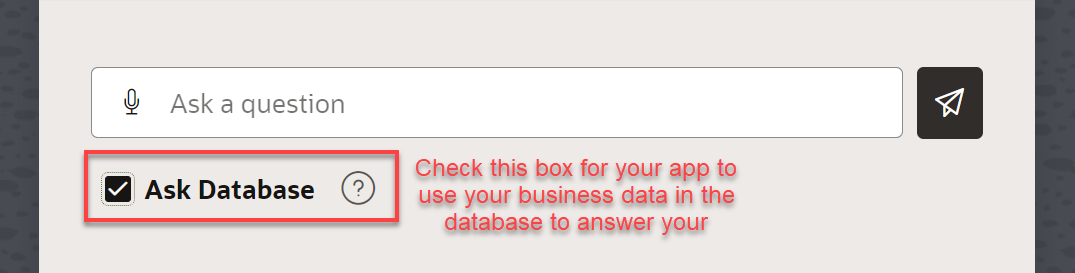 Ask a question
Ask Database ?
Check this box for your app to
use your business data in the
database to answer your